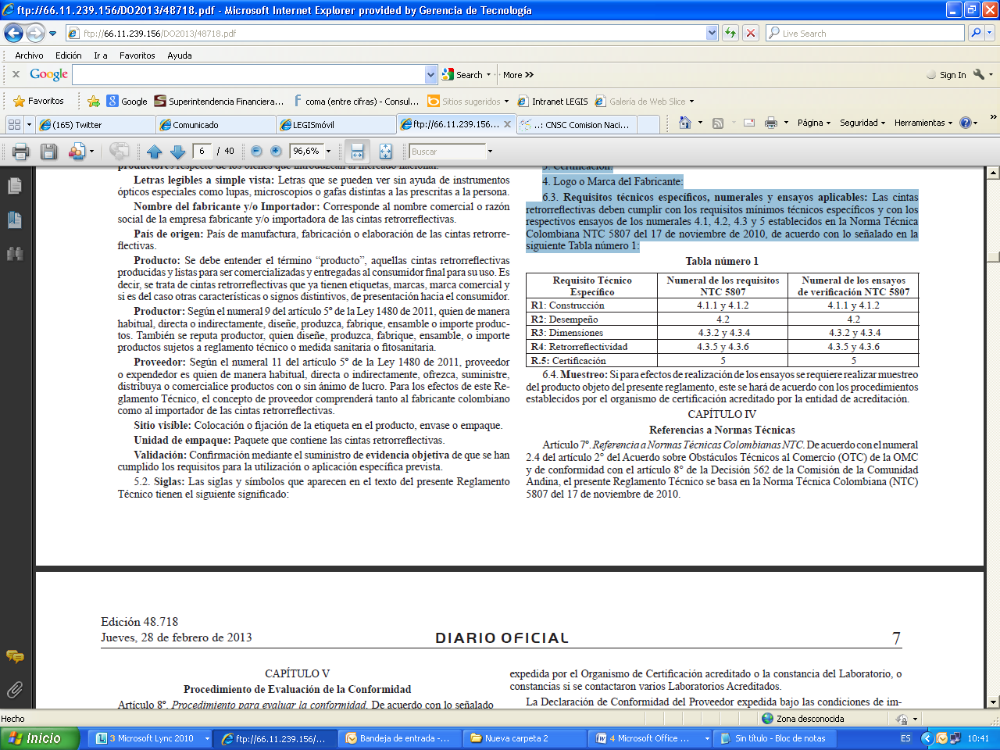 ftp://66.11.239.156/DO2013/48718.pdf - Microsoft Internet Explorer provided by Gerencia de Tecnología
ftp://66.11.239.156/DO2013/48718.pdf
Live Search
Archivo Edición Ir a Favoritos Ayuda
x Google Search More >> Sign In
Favoritos Google Superintendencia Financiera... coma (entre cifras) - Consul... Sitios sugeridos Intranet LEGIS Galería de Web Slice
(165) Twitter Comunicado LEGISmóvil ftp://66.11.239.156... ..: CNSC Comision Naci... Página Seguridad Herramientas
6 / 40 96,6% Buscar
productores respecto de los bienes que introduzcan al mercado nacional.
Letras legibles a simple vista: Letras que se pueden ver sin ayuda de instrumentos
ópticos especiales como lupas, microscopios o gafas distintas a las prescritas a la persona.
Nombre del fabricante y/o Importador: Corresponde al nombre comercial o razón
social de la empresa fabricante y/o importadora de las cintas retrorreflectivas.
País de origen: País de manufactura, fabricación o elaboración de las cintas retrorre-
flectivas.
Producto: Se debe entender el término “producto”, aquellas cintas retrorreflectivas
producidas y listas para ser comercializadas y entregadas al consumidor final para su uso. Es
decir, se trata de cintas retrorreflectivas que ya tienen etiquetas, marcas, marca comercial y
si es del caso otras características o signos distintivos, de presentación hacia el consumidor.
Productor: Según el numeral 9 del artículo 5º de la Ley 1480 de 2011, quien de manera
habitual, directa o indirectamente, diseñe, produzca, fabrique, ensamble o importe produc-
tos. También se reputa productor, quien diseñe, produzca, fabrique, ensamble, o importe
productos sujetos a reglamento técnico o medida sanitaria o fitosanitaria.
Proveedor: Según el numeral 11 del artículo 5º de la Ley 1480 de 2011, proveedor
o expendedor es quien de manera habitual, directa o indirectamente, ofrezca, suministre,
distribuya o comercialice productos con o sin ánimo de lucro. Para los efectos de este Re-
glamento Técnico, el concepto de proveedor comprenderá tanto al fabricante colombiano
como al importador de las cintas retrorreflectivas.
Sitio visible: Colocación o fijación de la etiqueta en el producto, envase o empaque.
Unidad de empaque: Paquete que contiene las cintas retrorreflectivas.
Validación: Confirmación mediante el suministro de evidencia objetiva de que se han
cumplido los requisitos para la utilización o aplicación específica prevista.
5.2. Siglas: Las siglas y símbolos que aparecen en el texto del presente Reglamento
Técnico tienen el siguiente significado:
3. Certificación:
4. Logo o Marca del Fabricante:
6.3. Requisitos técnicos específicos, numerales y ensayos aplicables: Las cintas
retrorreflectivas deben cumplir con los requisitos mínimos técnicos específicos y con los
respectivos ensayos de los numerales 4.1, 4.2, 4.3 y 5 establecidos en la Norma Técnica
Colombiana NTC 5807 del 17 de noviembre de 2010, de acuerdo con lo señalado en la
siguiente Tabla número 1:
Tabla número 1
Requisito Técnico Específico Numeral de los requisitos NTC 5807 Numeral de los ensayos de verificación NTC 5807
R1: Construcción 4.1.1 y 4.1.2 4.1.1 y 4.1.2
R2: Desempeño 4.2 4.2
R3: Dimensiones 4.3.2 y 4.3.4 4.3.2 y 4.3.4
R4: Retrorreflectividad 4.3.5 y 4.3.6 4.3.5 y 4.3.6
R.5: Certificación 5 5
6.4. Muestreo: Si para efectos de realización de los ensayos se requiere realizar muestreo
del producto objeto del presente reglamento, este se hará de acuerdo con los procedimientos
establecidos por el organismo de certificación acreditado por la entidad de acreditación.
CAPÍTULO IV
Referencias a Normas Técnicas
Artículo 7º. Referencia a Normas Técnicas Colombianas NTC. De acuerdo con el numeral
2.4 del artículo 2° del Acuerdo sobre Obstáculos Técnicos al Comercio (OTC) de la OMC
y de conformidad con el artículo 8° de la Decisión 562 de la Comisión de la Comunidad
Andina, el presente Reglamento Técnico se basa en la Norma Técnica Colombiana (NTC)
5807 del 17 de noviembre de 2010.
Edición 48.718
Jueves, 28 de febrero de 2013 DIARIO OFICIAL 7
CAPÍTULO V
Procedimiento de Evaluación de la Conformidad
Artículo 8º. Procedimiento para evaluar la conformidad. De acuerdo con lo señalado
expedida por el Organismo de Certificación acreditado o la constancia del Laboratorio, o
constancias si se contactaron varios Laboratorios Acreditados.
La Declaración de Conformidad del Proveedor expedida bajo las condiciones de im-
Hecho Zona desconocida
Inicio 3 Microsoft Lync 2010 ftp://66.11.239.156/... Bandeja de entrada -... Nueva carpeta 2 4 Microsoft Office ... Sin título - Bloc de notas ES 10:41